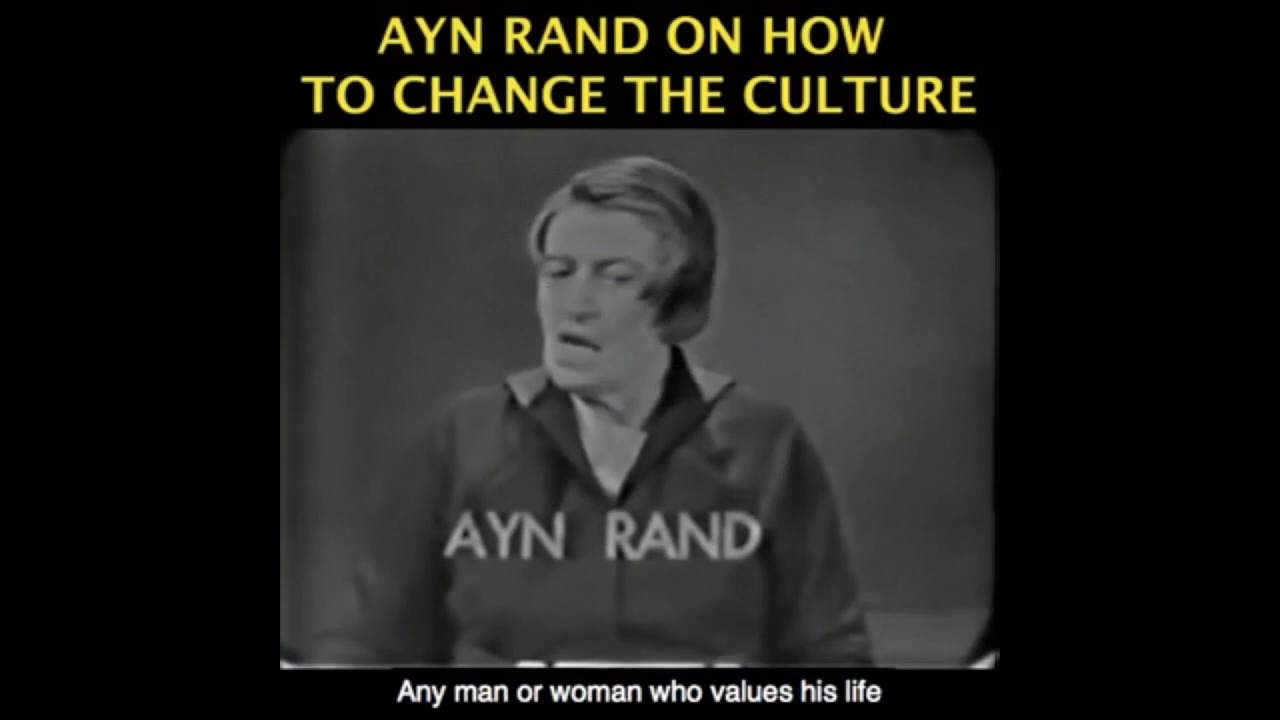 AYN RAND ON HOW
TO CHANGE THE CULTURE
AYN RAND
Any man or woman who values his life